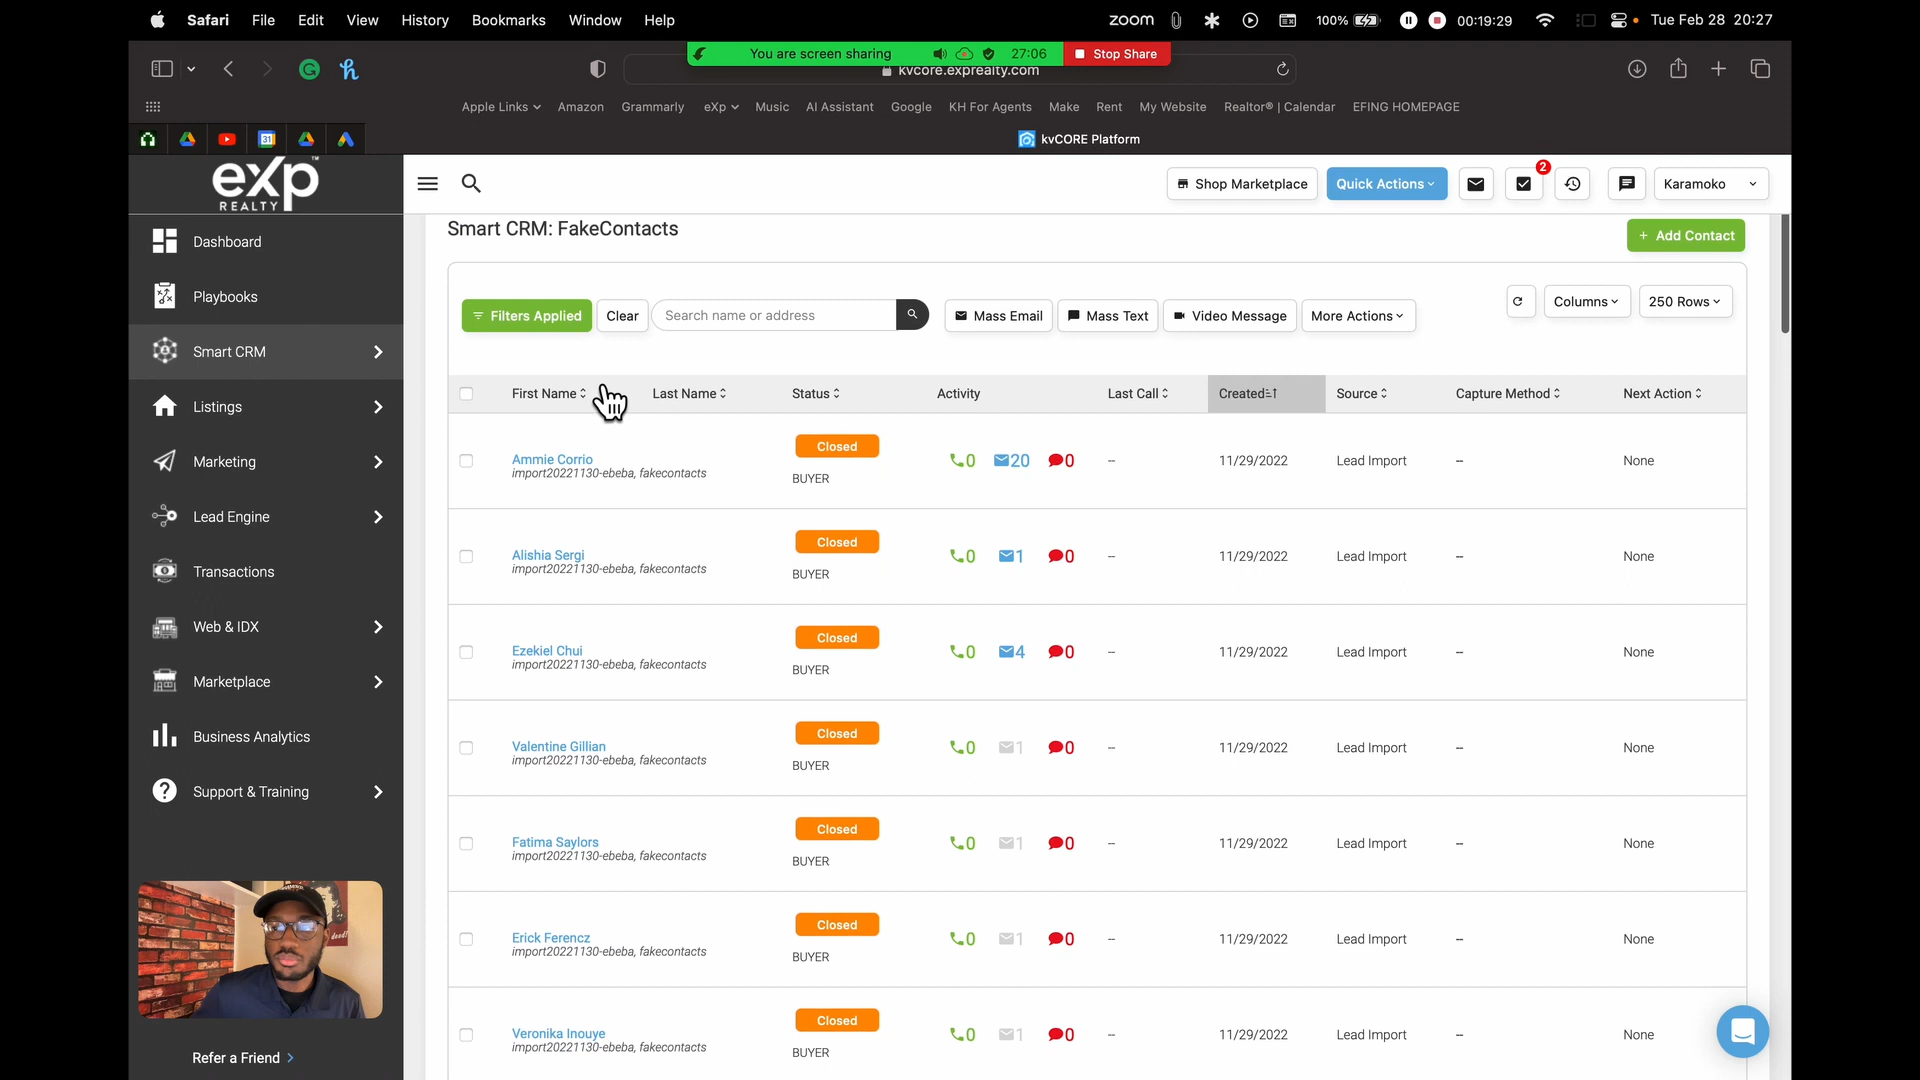 Safari File Edit View History Bookmarks Window Help zoom 100% 00:19:29 Tue Feb 28 20:27
You are screen sharing 27:06 Stop Share
kvcore.exprealty.com
Apple Links Amazon Grammarly eXp Music AI Assistant Google KH For Agents Make Rent My Website Realtor® | Calendar EFING HOMEPAGE
31 kvCORE Platform
exp REALTY
Shop Marketplace Quick Actions 2 Karamoko
Dashboard
Playbooks
Smart CRM
Listings
Marketing
Lead Engine
Transactions
Web & IDX
Marketplace
Business Analytics
Support & Training
Refer a Friend >
Smart CRM: FakeContacts
+ Add Contact
Filters Applied Clear Search name or address Mass Email Mass Text Video Message More Actions Columns 250 Rows
First Name Last Name Status Activity Last Call Created Source Capture Method Next Action
Ammie Corrio Closed 0 20 0 -- 11/29/2022 Lead Import -- None
import20221130-ebeba, fakecontacts BUYER
Alishia Sergi Closed 0 1 0 -- 11/29/2022 Lead Import -- None
import20221130-ebeba, fakecontacts BUYER
Ezekiel Chui Closed 0 4 0 -- 11/29/2022 Lead Import -- None
import20221130-ebeba, fakecontacts BUYER
Valentine Gillian Closed 0 1 0 -- 11/29/2022 Lead Import -- None
import20221130-ebeba, fakecontacts BUYER
Fatima Saylors Closed 0 1 0 -- 11/29/2022 Lead Import -- None
import20221130-ebeba, fakecontacts BUYER
Erick Ferencz Closed 0 1 0 -- 11/29/2022 Lead Import -- None
import20221130-ebeba, fakecontacts BUYER
Veronika Inouye Closed 0 1 0 -- 11/29/2022 Lead Import -- None
import20221130-ebeba, fakecontacts BUYER